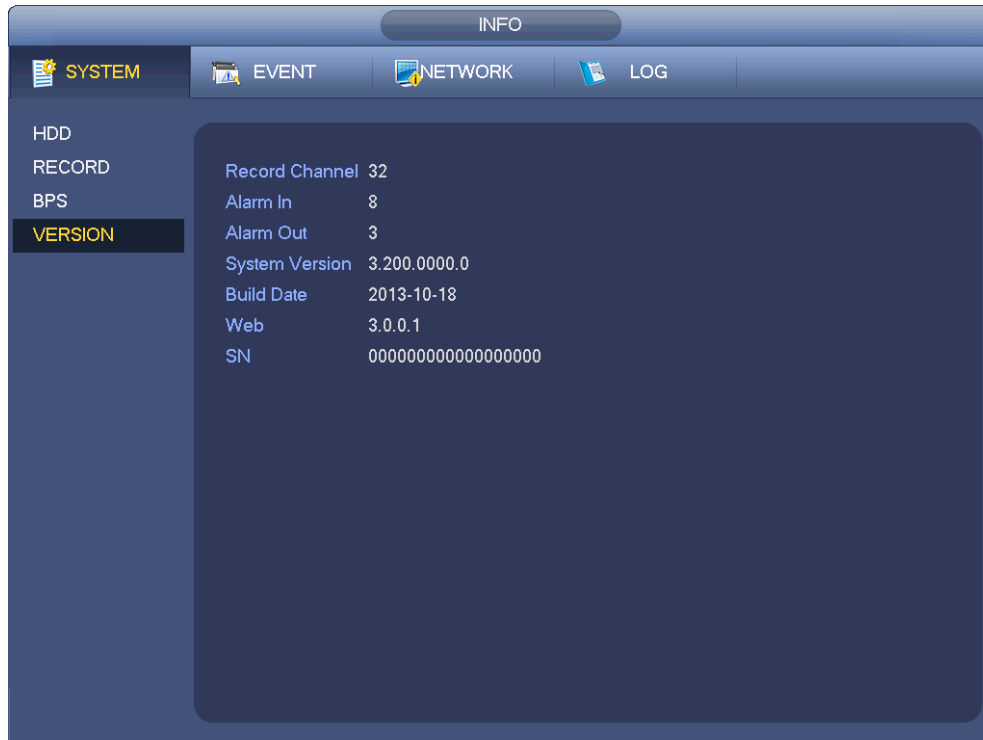 INFO
SYSTEM EVENT NETWORK LOG
HDD
RECORD
BPS
VERSION
Record Channel 32
Alarm In 8
Alarm Out 3
System Version 3.200.0000.0
Build Date 2013-10-18
Web 3.0.0.1
SN 000000000000000000